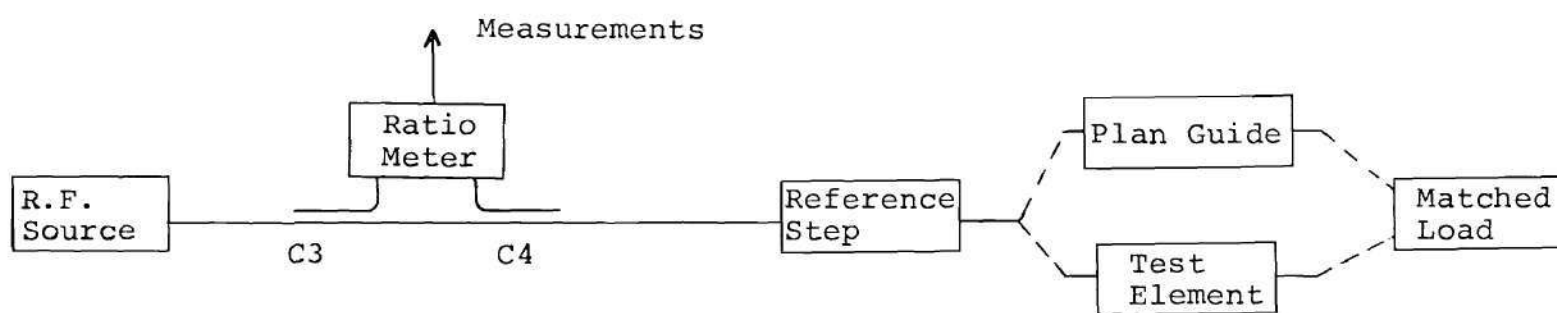 Measurements
Ratio
Meter
R.F.
Source
C3
C4
Reference
Step
Plan Guide
Test
Element
Matched
Load